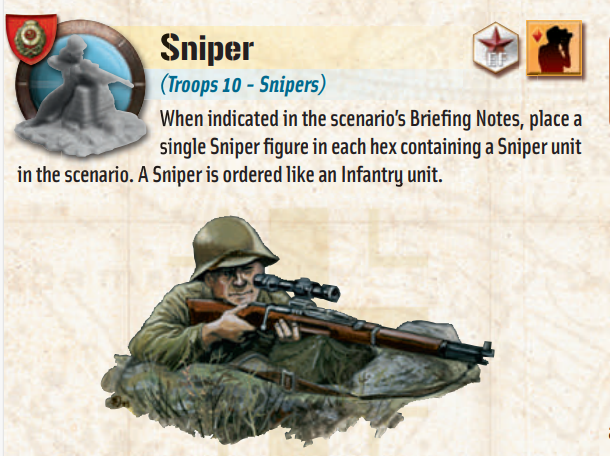 Sniper
(Troops 10 - Snipers)
When indicated in the scenario's Briefing Notes, place a
single Sniper figure in each hex containing a Sniper unit
in the scenario. A Sniper is ordered like an Infantry unit.